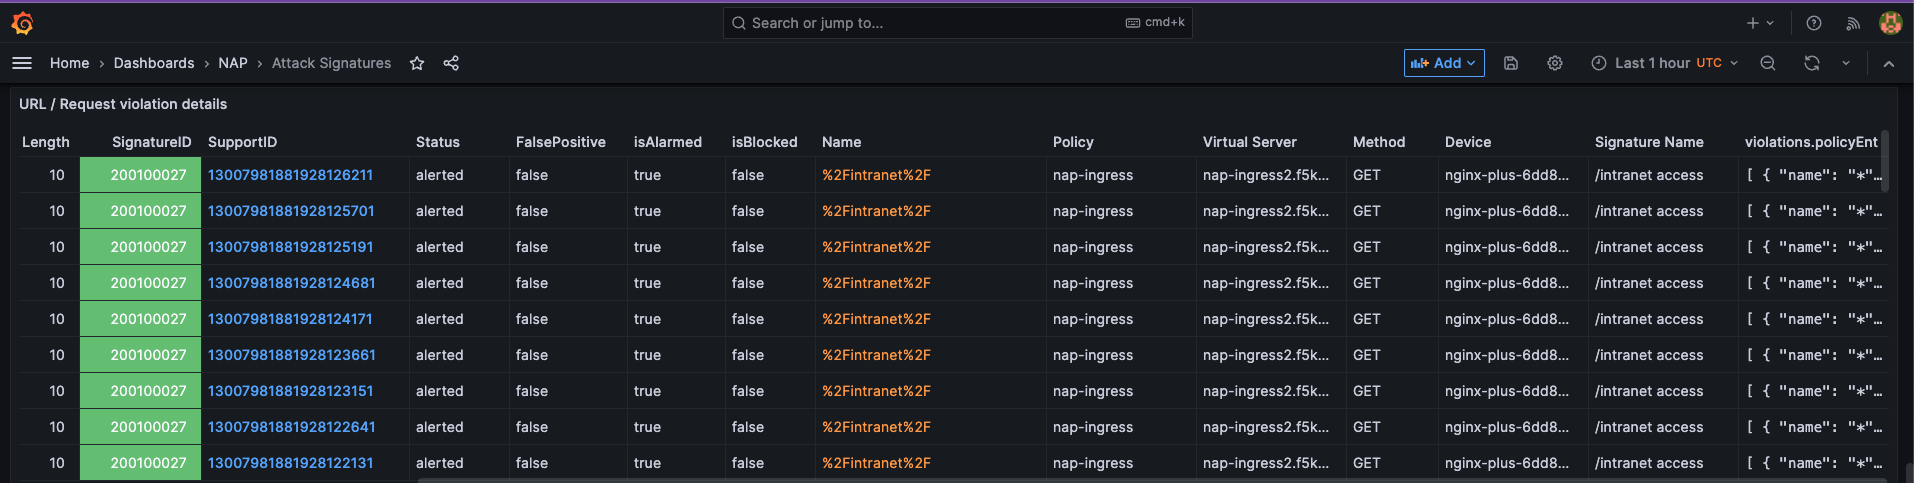 Search or jump to... cmd+k
Home › Dashboards › NAP › Attack Signatures Add Last 1 hour UTC
URL / Request violation details
Length SignatureID SupportID Status FalsePositive isAlarmed isBlocked Name Policy Virtual Server Method Device Signature Name violations.policyEnt
10 200100027 13007981881928126211 alerted false true false %2Fintranet%2F nap-ingress nap-ingress2.f5k... GET nginx-plus-6dd8... /intranet access [ { "name": "*"...
10 200100027 13007981881928125701 alerted false true false %2Fintranet%2F nap-ingress nap-ingress2.f5k... GET nginx-plus-6dd8... /intranet access [ { "name": "*"...
10 200100027 13007981881928125191 alerted false true false %2Fintranet%2F nap-ingress nap-ingress2.f5k... GET nginx-plus-6dd8... /intranet access [ { "name": "*"...
10 200100027 13007981881928124681 alerted false true false %2Fintranet%2F nap-ingress nap-ingress2.f5k... GET nginx-plus-6dd8... /intranet access [ { "name": "*"...
10 200100027 13007981881928124171 alerted false true false %2Fintranet%2F nap-ingress nap-ingress2.f5k... GET nginx-plus-6dd8... /intranet access [ { "name": "*"...
10 200100027 13007981881928123661 alerted false true false %2Fintranet%2F nap-ingress nap-ingress2.f5k... GET nginx-plus-6dd8... /intranet access [ { "name": "*"...
10 200100027 13007981881928123151 alerted false true false %2Fintranet%2F nap-ingress nap-ingress2.f5k... GET nginx-plus-6dd8... /intranet access [ { "name": "*"...
10 200100027 13007981881928122641 alerted false true false %2Fintranet%2F nap-ingress nap-ingress2.f5k... GET nginx-plus-6dd8... /intranet access [ { "name": "*"...
10 200100027 13007981881928122131 alerted false true false %2Fintranet%2F nap-ingress nap-ingress2.f5k... GET nginx-plus-6dd8... /intranet access [ { "name": "*"...